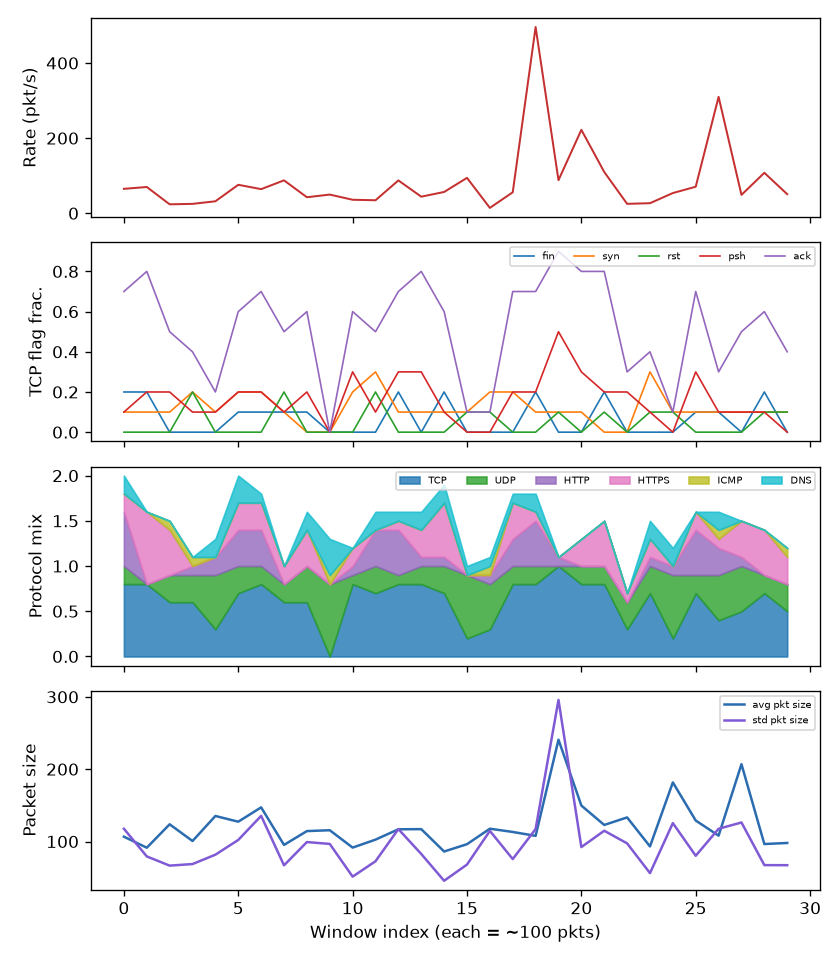 Rate (pkt/s)
400
200
0
TCP flag frac.
0.8
0.6
0.4
0.2
0.0
fin syn rst psh ack
Protocol mix
2.0
1.5
1.0
0.5
0.0
TCP UDP HTTP HTTPS ICMP DNS
Packet size
300
200
100
avg pkt size
std pkt size
0 5 10 15 20 25 30
Window index (each = ~100 pkts)